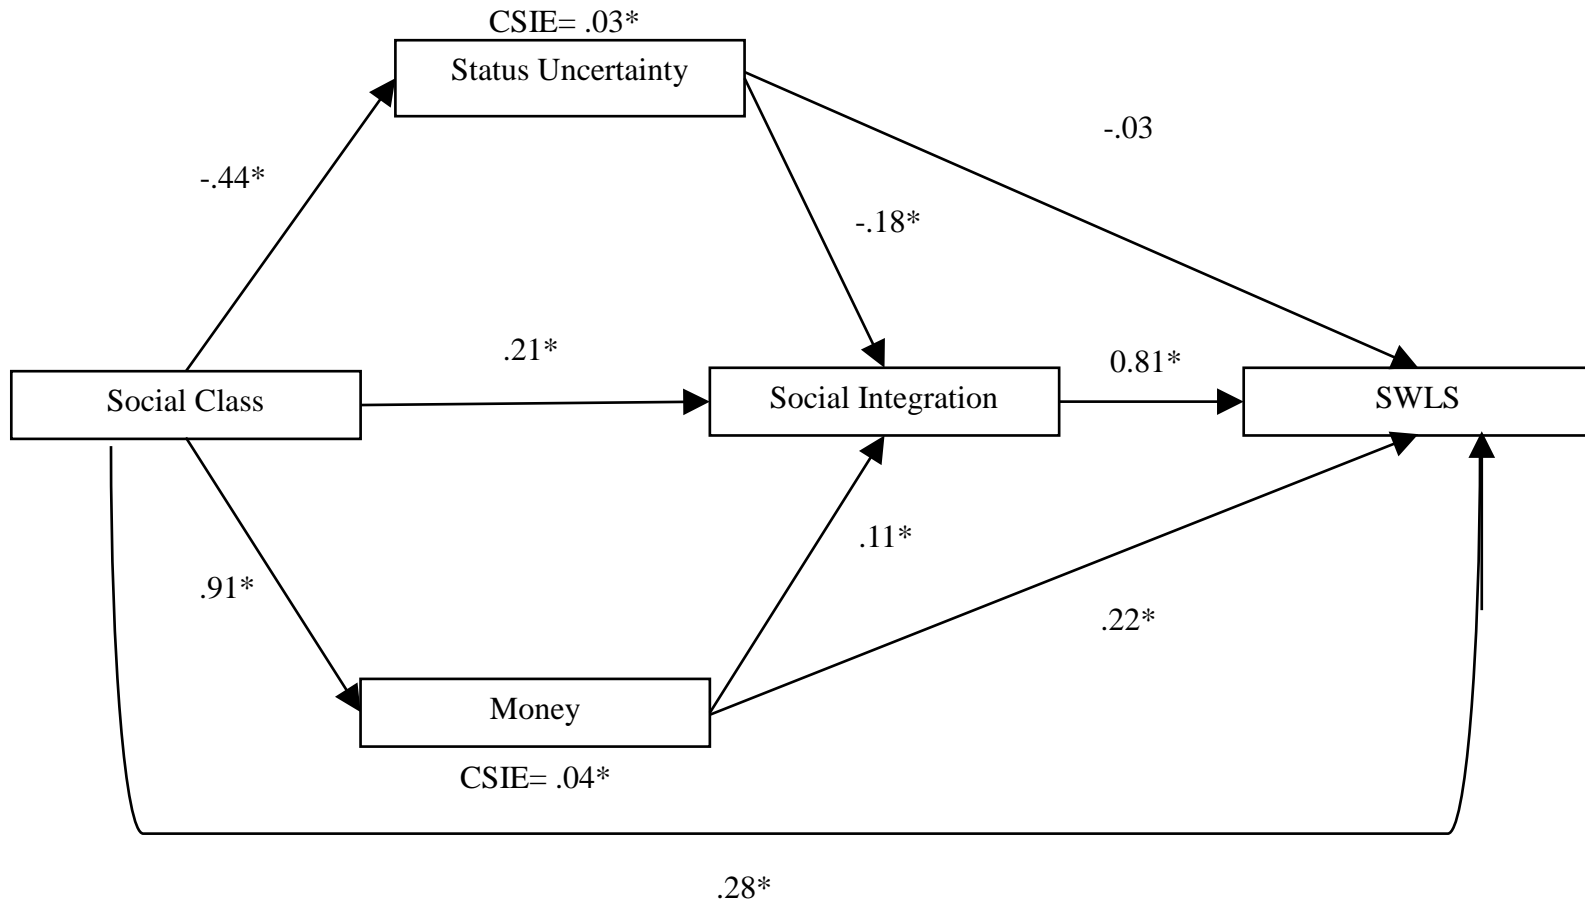 CSIE= .03*
Status Uncertainty
-.03
-.44*
-.18*
.21*
0.81*
Social Class
Social Integration
SWLS
.11*
.91*
.22*
Money
CSIE= .04*
.28*